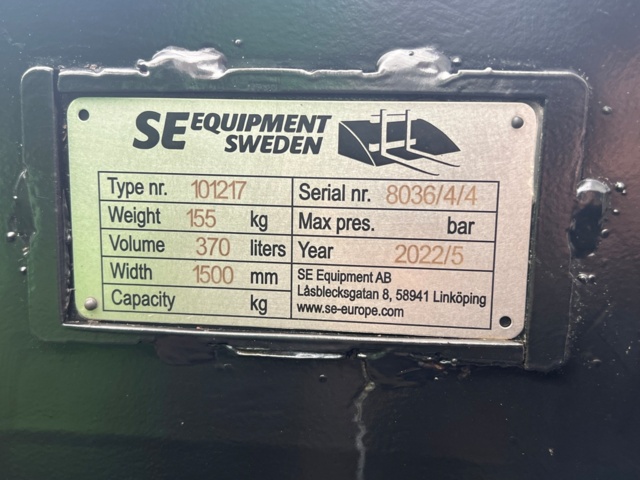 SE EQUIPMENT
SWEDEN
Type nr. 101217
Serial nr. 8036/4/4
Weight 155 kg
Max pres. bar
Volume 370 liters
Year 2022/5
Width 1500 mm
SE Equipment AB
Låsblecksgatan 8, 58941 Linköping
Capacity kg
www.se-europe.com